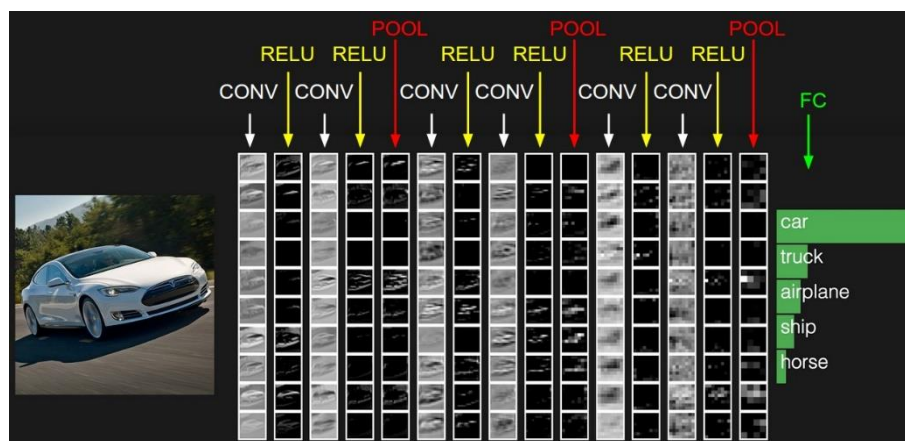 POOL POOL POOL
RELU RELU RELU RELU RELU RELU
CONV CONV CONV CONV CONV CONV
FC
car
truck
airplane
ship
horse